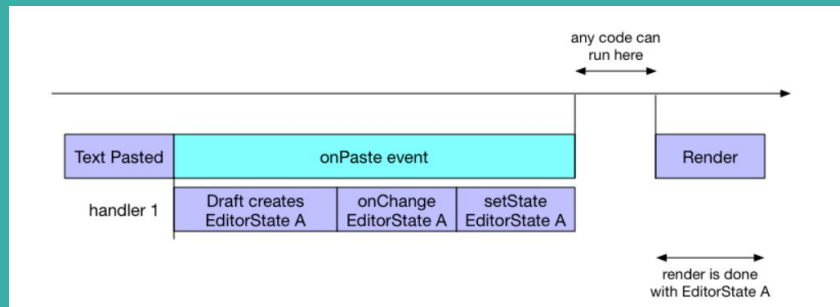 any code can
run here
Text Pasted
onPaste event
Render
handler 1
Draft creates
EditorState A
onChange
EditorState A
setState
EditorState A
render is done
with EditorState A